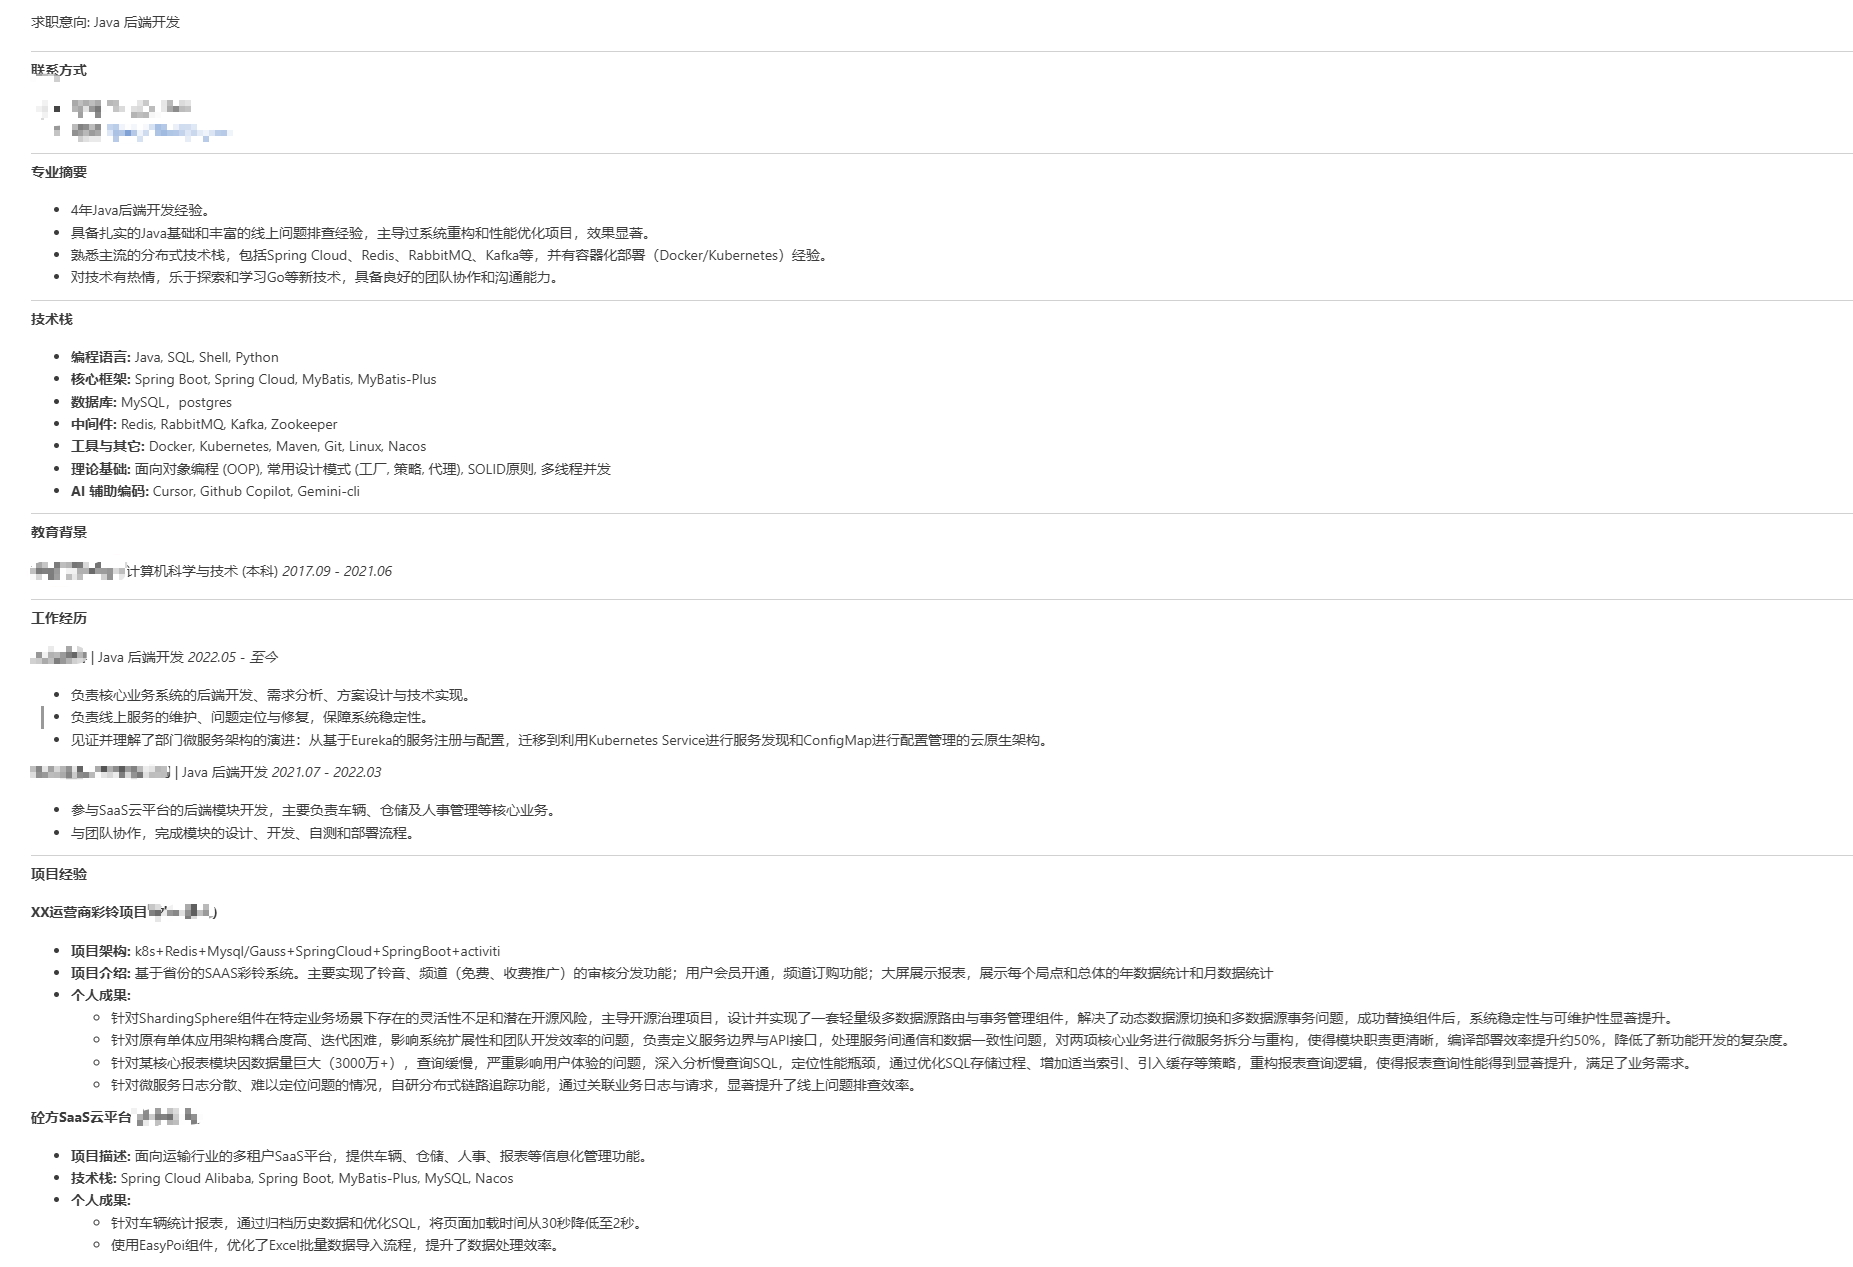 求职意向: Java 后端开发
联系方式
专业摘要
4年Java后端开发经验。
具备扎实的Java基础和丰富的线上问题排查经验，主导过系统重构和性能优化项目，效果显著。
熟悉主流的分布式技术栈，包括Spring Cloud、Redis、RabbitMQ、Kafka等，并有容器化部署（Docker/Kubernetes）经验。
对技术有热情，乐于探索和学习Go等新技术，具备良好的团队协作和沟通能力。
技术栈
编程语言: Java, SQL, Shell, Python
核心框架: Spring Boot, Spring Cloud, MyBatis, MyBatis-Plus
数据库: MySQL，postgres
中间件: Redis, RabbitMQ, Kafka, Zookeeper
工具与其它: Docker, Kubernetes, Maven, Git, Linux, Nacos
理论基础: 面向对象编程 (OOP), 常用设计模式 (工厂, 策略, 代理), SOLID原则, 多线程并发
AI 辅助编码: Cursor, Github Copilot, Gemini-cli
教育背景
计算机科学与技术 (本科) 2017.09 - 2021.06
工作经历
| Java 后端开发 2022.05 - 至今
负责核心业务系统的后端开发、需求分析、方案设计与技术实现。
负责线上服务的维护、问题定位与修复，保障系统稳定性。
见证并理解了部门微服务架构的演进：从基于Eureka的服务注册与配置，迁移到利用Kubernetes Service进行服务发现和ConfigMap进行配置管理的云原生架构。
| Java 后端开发 2021.07 - 2022.03
参与SaaS云平台的后端模块开发，主要负责车辆、仓储及人事管理等核心业务。
与团队协作，完成模块的设计、开发、自测和部署流程。
项目经验
XX运营商彩铃项目 )
项目架构: k8s+Redis+Mysql/Gauss+SpringCloud+SpringBoot+activiti
项目介绍: 基于省份的SAAS彩铃系统。主要实现了铃音、频道（免费、收费推广）的审核分发功能；用户会员开通，频道订购功能；大屏展示报表，展示每个局点和总体的年数据统计和月数据统计
个人成果:
针对ShardingSphere组件在特定业务场景下存在的灵活性不足和潜在开源风险，主导开源治理项目，设计并实现了一套轻量级多数据源路由与事务管理组件，解决了动态数据源切换和多数据源事务问题，成功替换组件后，系统稳定性与可维护性显著提升。
针对原有单体应用架构耦合度高、迭代困难，影响系统扩展性和团队开发效率的问题，负责定义服务边界与API接口，处理服务间通信和数据一致性问题，对两项核心业务进行微服务拆分与重构，使得模块职责更清晰，编译部署效率提升约50%，降低了新功能开发的复杂度。
针对某核心报表模块因数据量巨大（3000万+），查询缓慢，严重影响用户体验的问题，深入分析慢查询SQL，定位性能瓶颈，通过优化SQL存储过程、增加适当索引、引入缓存等策略，重构报表查询逻辑，使得报表查询性能得到显著提升，满足了业务需求。
针对微服务日志分散、难以定位问题的情况，自研分布式链路追踪功能，通过关联业务日志与请求，显著提升了线上问题排查效率。
砼方SaaS云平台
项目描述: 面向运输行业的多租户SaaS平台，提供车辆、仓储、人事、报表等信息化管理功能。
技术栈: Spring Cloud Alibaba, Spring Boot, MyBatis-Plus, MySQL, Nacos
个人成果:
针对车辆统计报表，通过归档历史数据和优化SQL，将页面加载时间从30秒降低至2秒。
使用EasyPoi组件，优化了Excel批量数据导入流程，提升了数据处理效率。